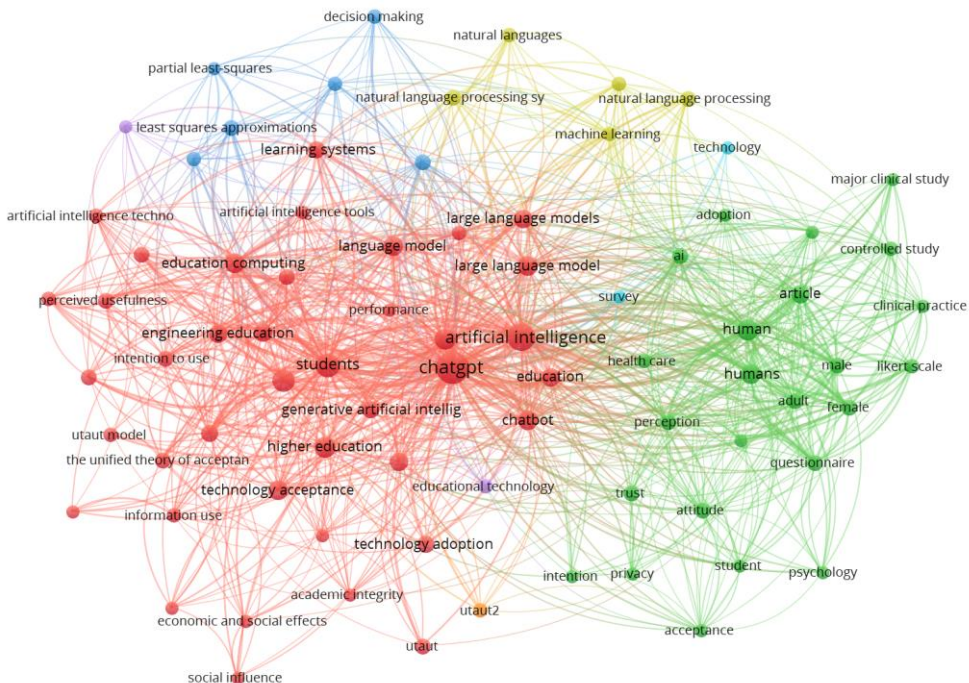 decision making
natural languages
partial least-squares
natural language processing sy
natural language processing
least squares approximations
machine learning
learning systems
technology
major clinical study
artificial intelligence techno
artificial intelligence tools
large language models
adoption
language model
controlled study
education computing
large language model
ai
perceived usefulness
performance
survey
article
clinical practice
engineering education
artificial intelligence
human
intention to use
students
chatgpt
education
health care
humans
male
likert scale
generative artificial intellig
chatbot
perception
adult
female
utaut model
higher education
the unified theory of acceptan
questionnaire
technology acceptance
educational technology
trust
attitude
information use
technology adoption
intention
privacy
student
psychology
academic integrity
utaut2
economic and social effects
utaut
acceptance
social influence